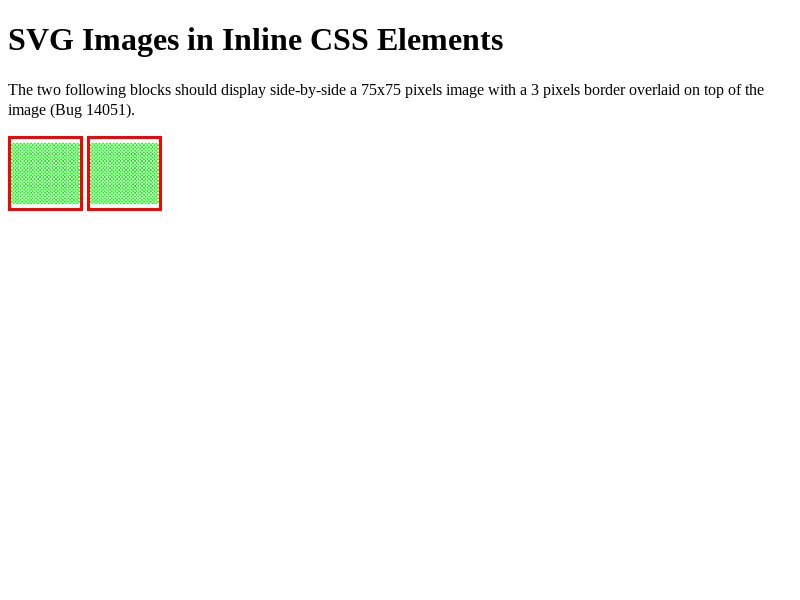 SVG Images in Inline CSS Elements
The two following blocks should display side-by-side a 75x75 pixels image with a 3 pixels border overlaid on top of the
image (Bug 14051).